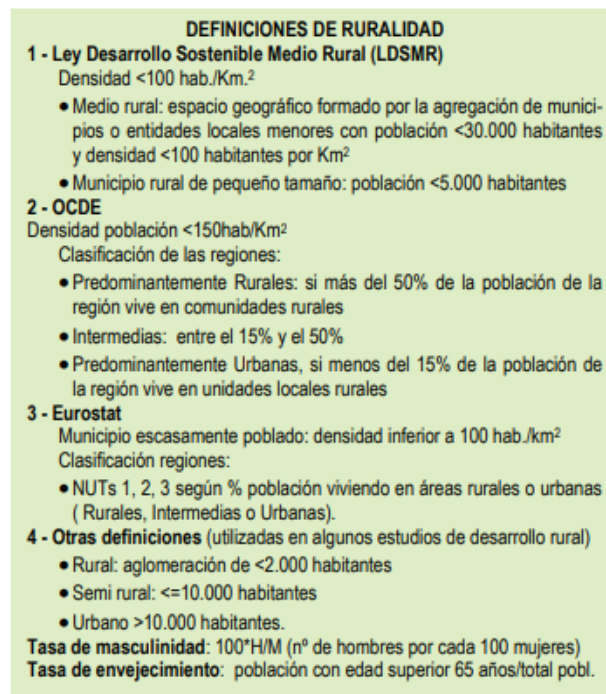 DEFINICIONES DE RURALIDAD
1 - Ley Desarrollo Sostenible Medio Rural (LDSMR)
Densidad <100 hab./Km.²
• Medio rural: espacio geográfico formado por la agregación de munici-
pios o entidades locales menores con población <30.000 habitantes
y densidad <100 habitantes por Km²
• Municipio rural de pequeño tamaño: población <5.000 habitantes
2 - OCDE
Densidad población <150hab/Km²
Clasificación de las regiones:
• Predominantemente Rurales: si más del 50% de la población de la
región vive en comunidades rurales
• Intermedias: entre el 15% y el 50%
• Predominantemente Urbanas, si menos del 15% de la población de
la región vive en unidades locales rurales
3 - Eurostat
Municipio escasamente poblado: densidad inferior a 100 hab./km²
Clasificación regiones:
• NUTs 1, 2, 3 según % población viviendo en áreas rurales o urbanas
( Rurales, Intermedias o Urbanas).
4 - Otras definiciones (utilizadas en algunos estudios de desarrollo rural)
• Rural: aglomeración de <2.000 habitantes
• Semi rural: <=10.000 habitantes
• Urbano >10.000 habitantes.
Tasa de masculinidad: 100*H/M (nº de hombres por cada 100 mujeres)
Tasa de envejecimiento: población con edad superior 65 años/total pobl.